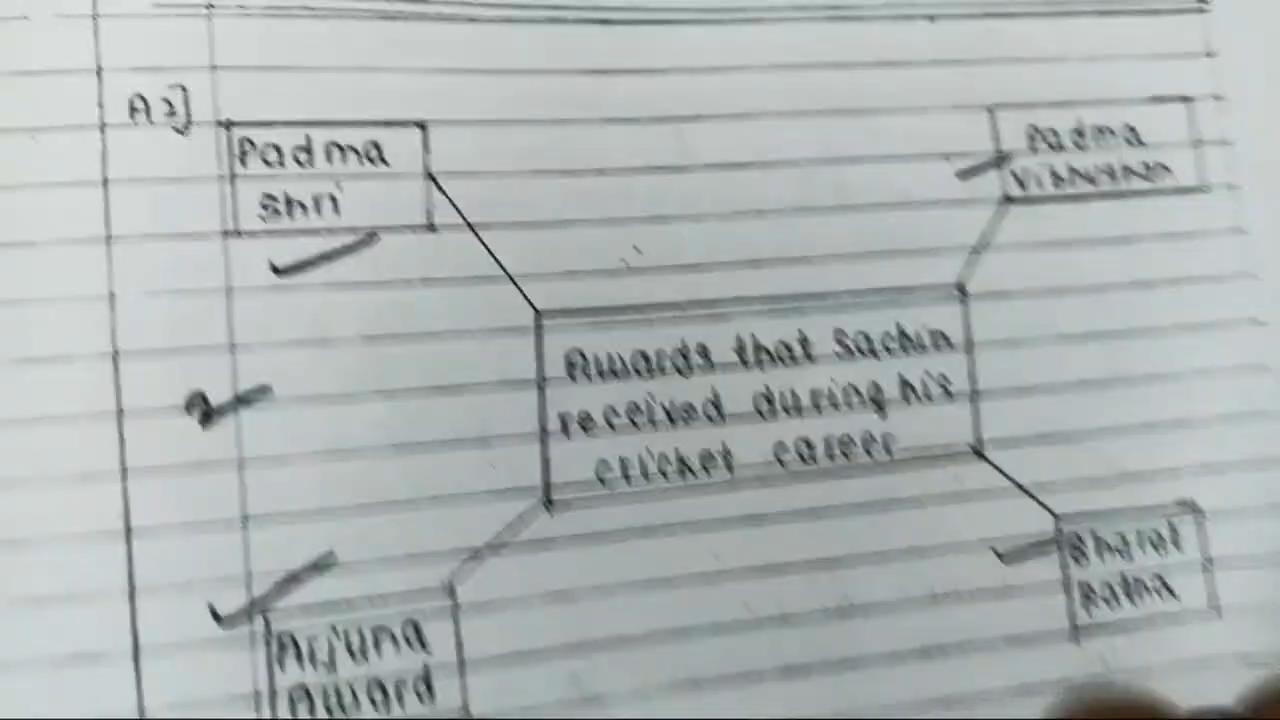 A2]
Padma
Shri
Padma
Vibhushan
Awards that Sachin
received during his
cricket career
Arjuna
Award
Bharat
Ratna